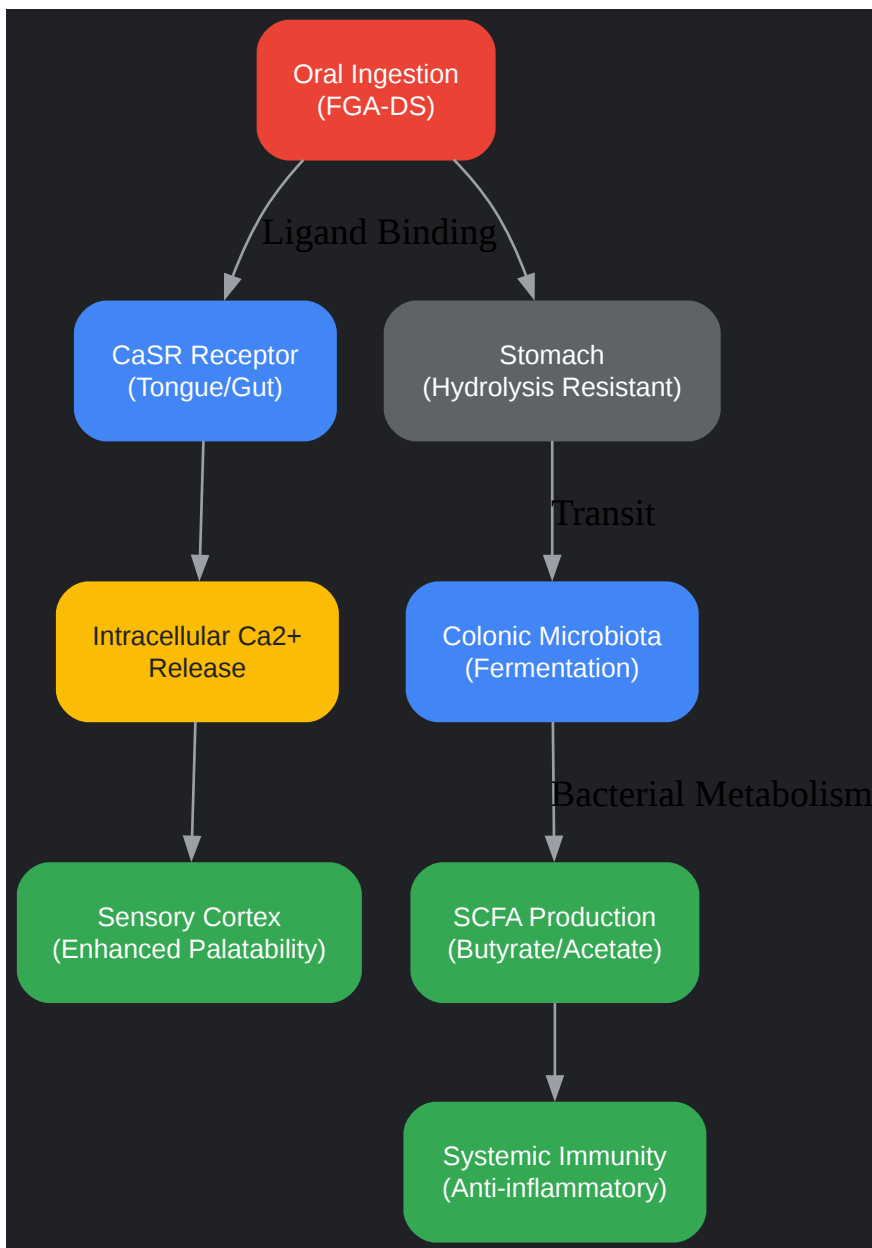 Oral Ingestion
(FGA-DS)
Ligand Binding
CaSR Receptor
(Tongue/Gut)
Stomach
(Hydrolysis Resistant)
Transit
Intracellular Ca2+
Release
Colonic Microbiota
(Fermentation)
Bacterial Metabolism
Sensory Cortex
(Enhanced Palatability)
SCFA Production
(Butyrate/Acetate)
Systemic Immunity
(Anti-inflammatory)